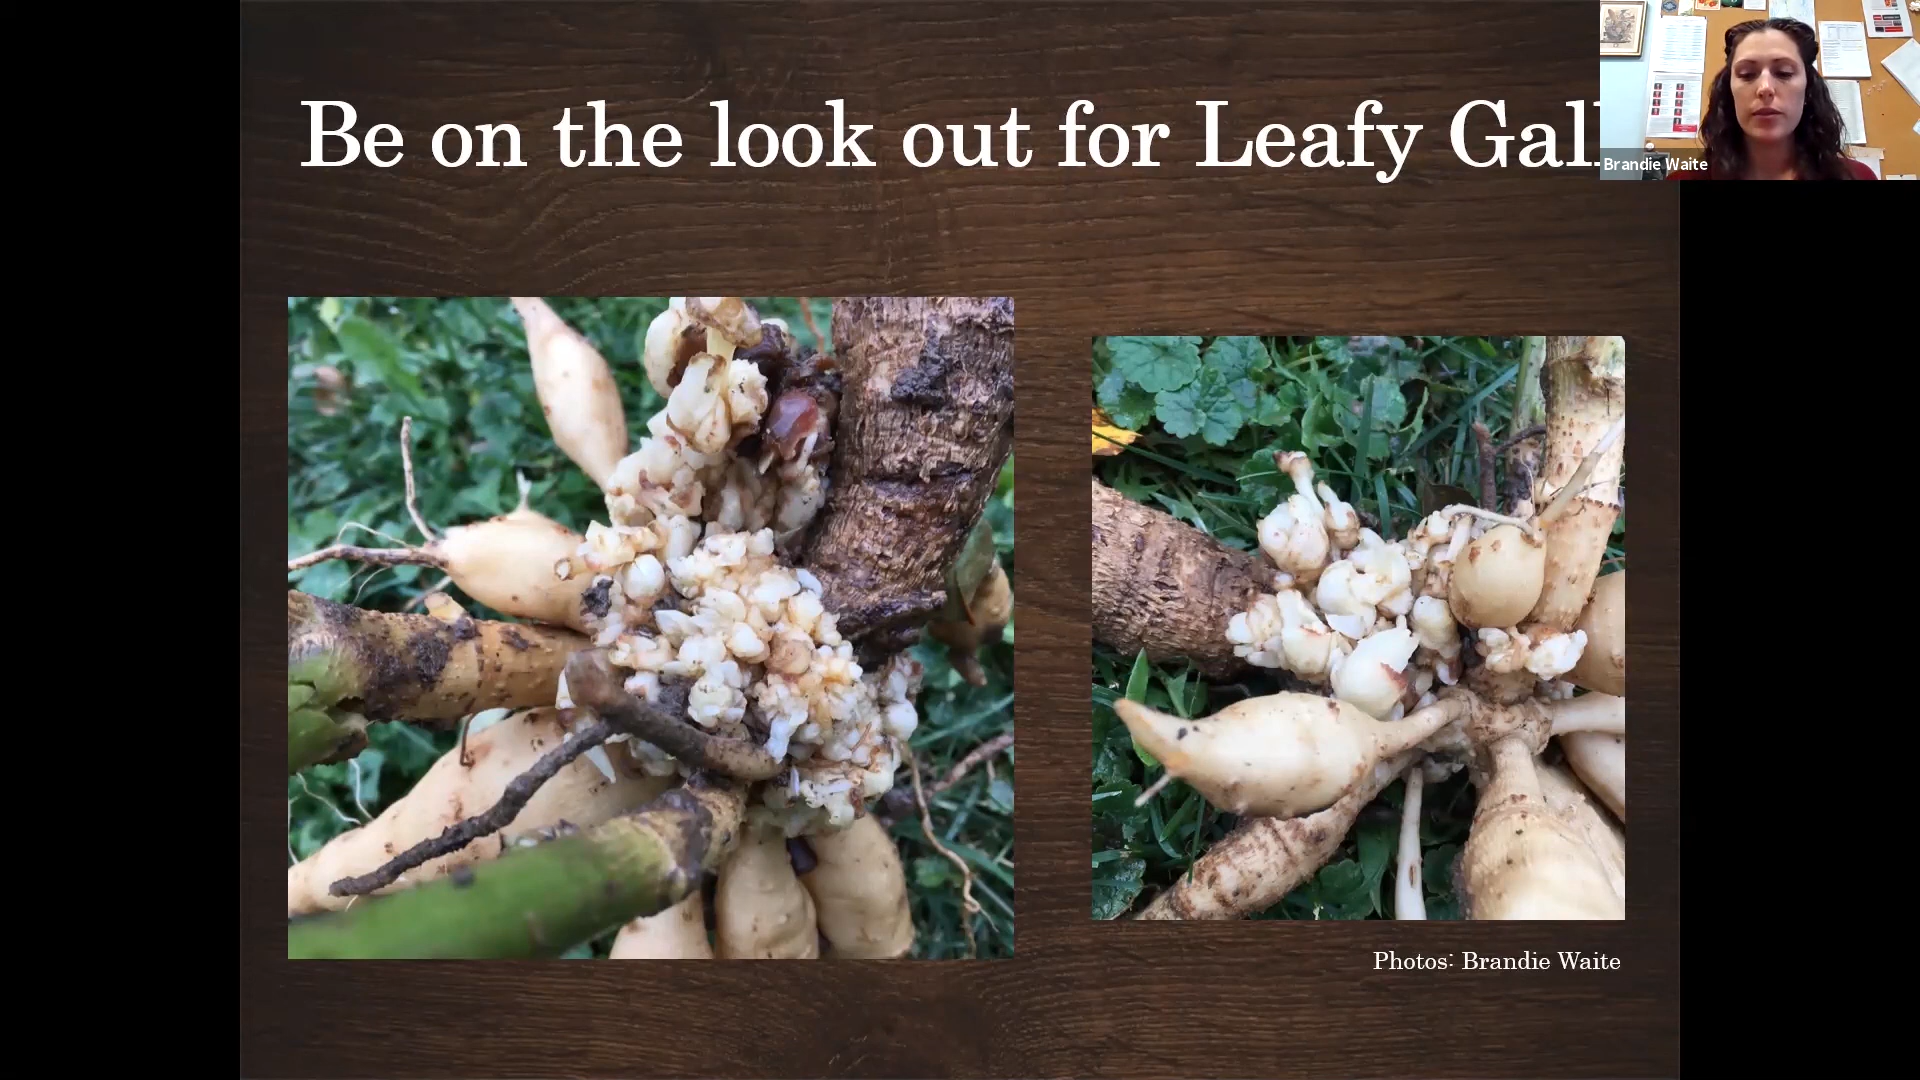 Be on the look out for Leafy Gall
Brandie Waite
Photos: Brandie Waite